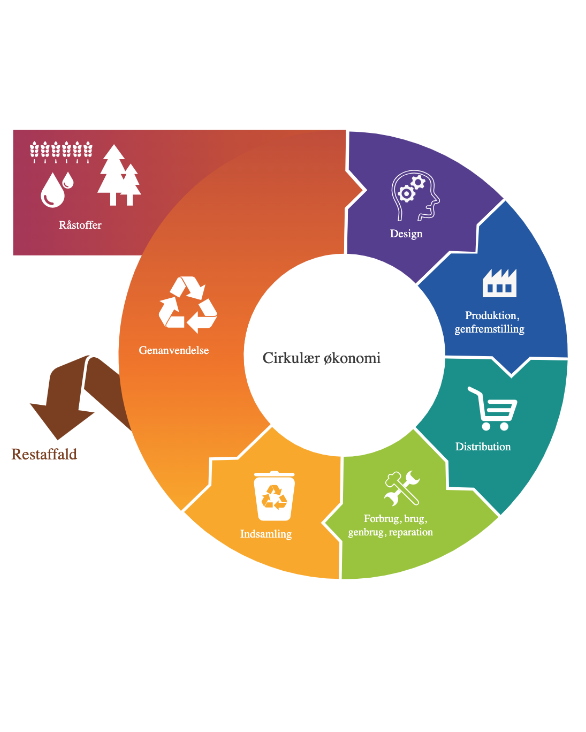 Råstoffer
Design
Produktion,
genfremstilling
Genanvendelse
Cirkulær økonomi
Distribution
Restaffald
Forbrug, brug,
genbrug, reparation
Indsamling